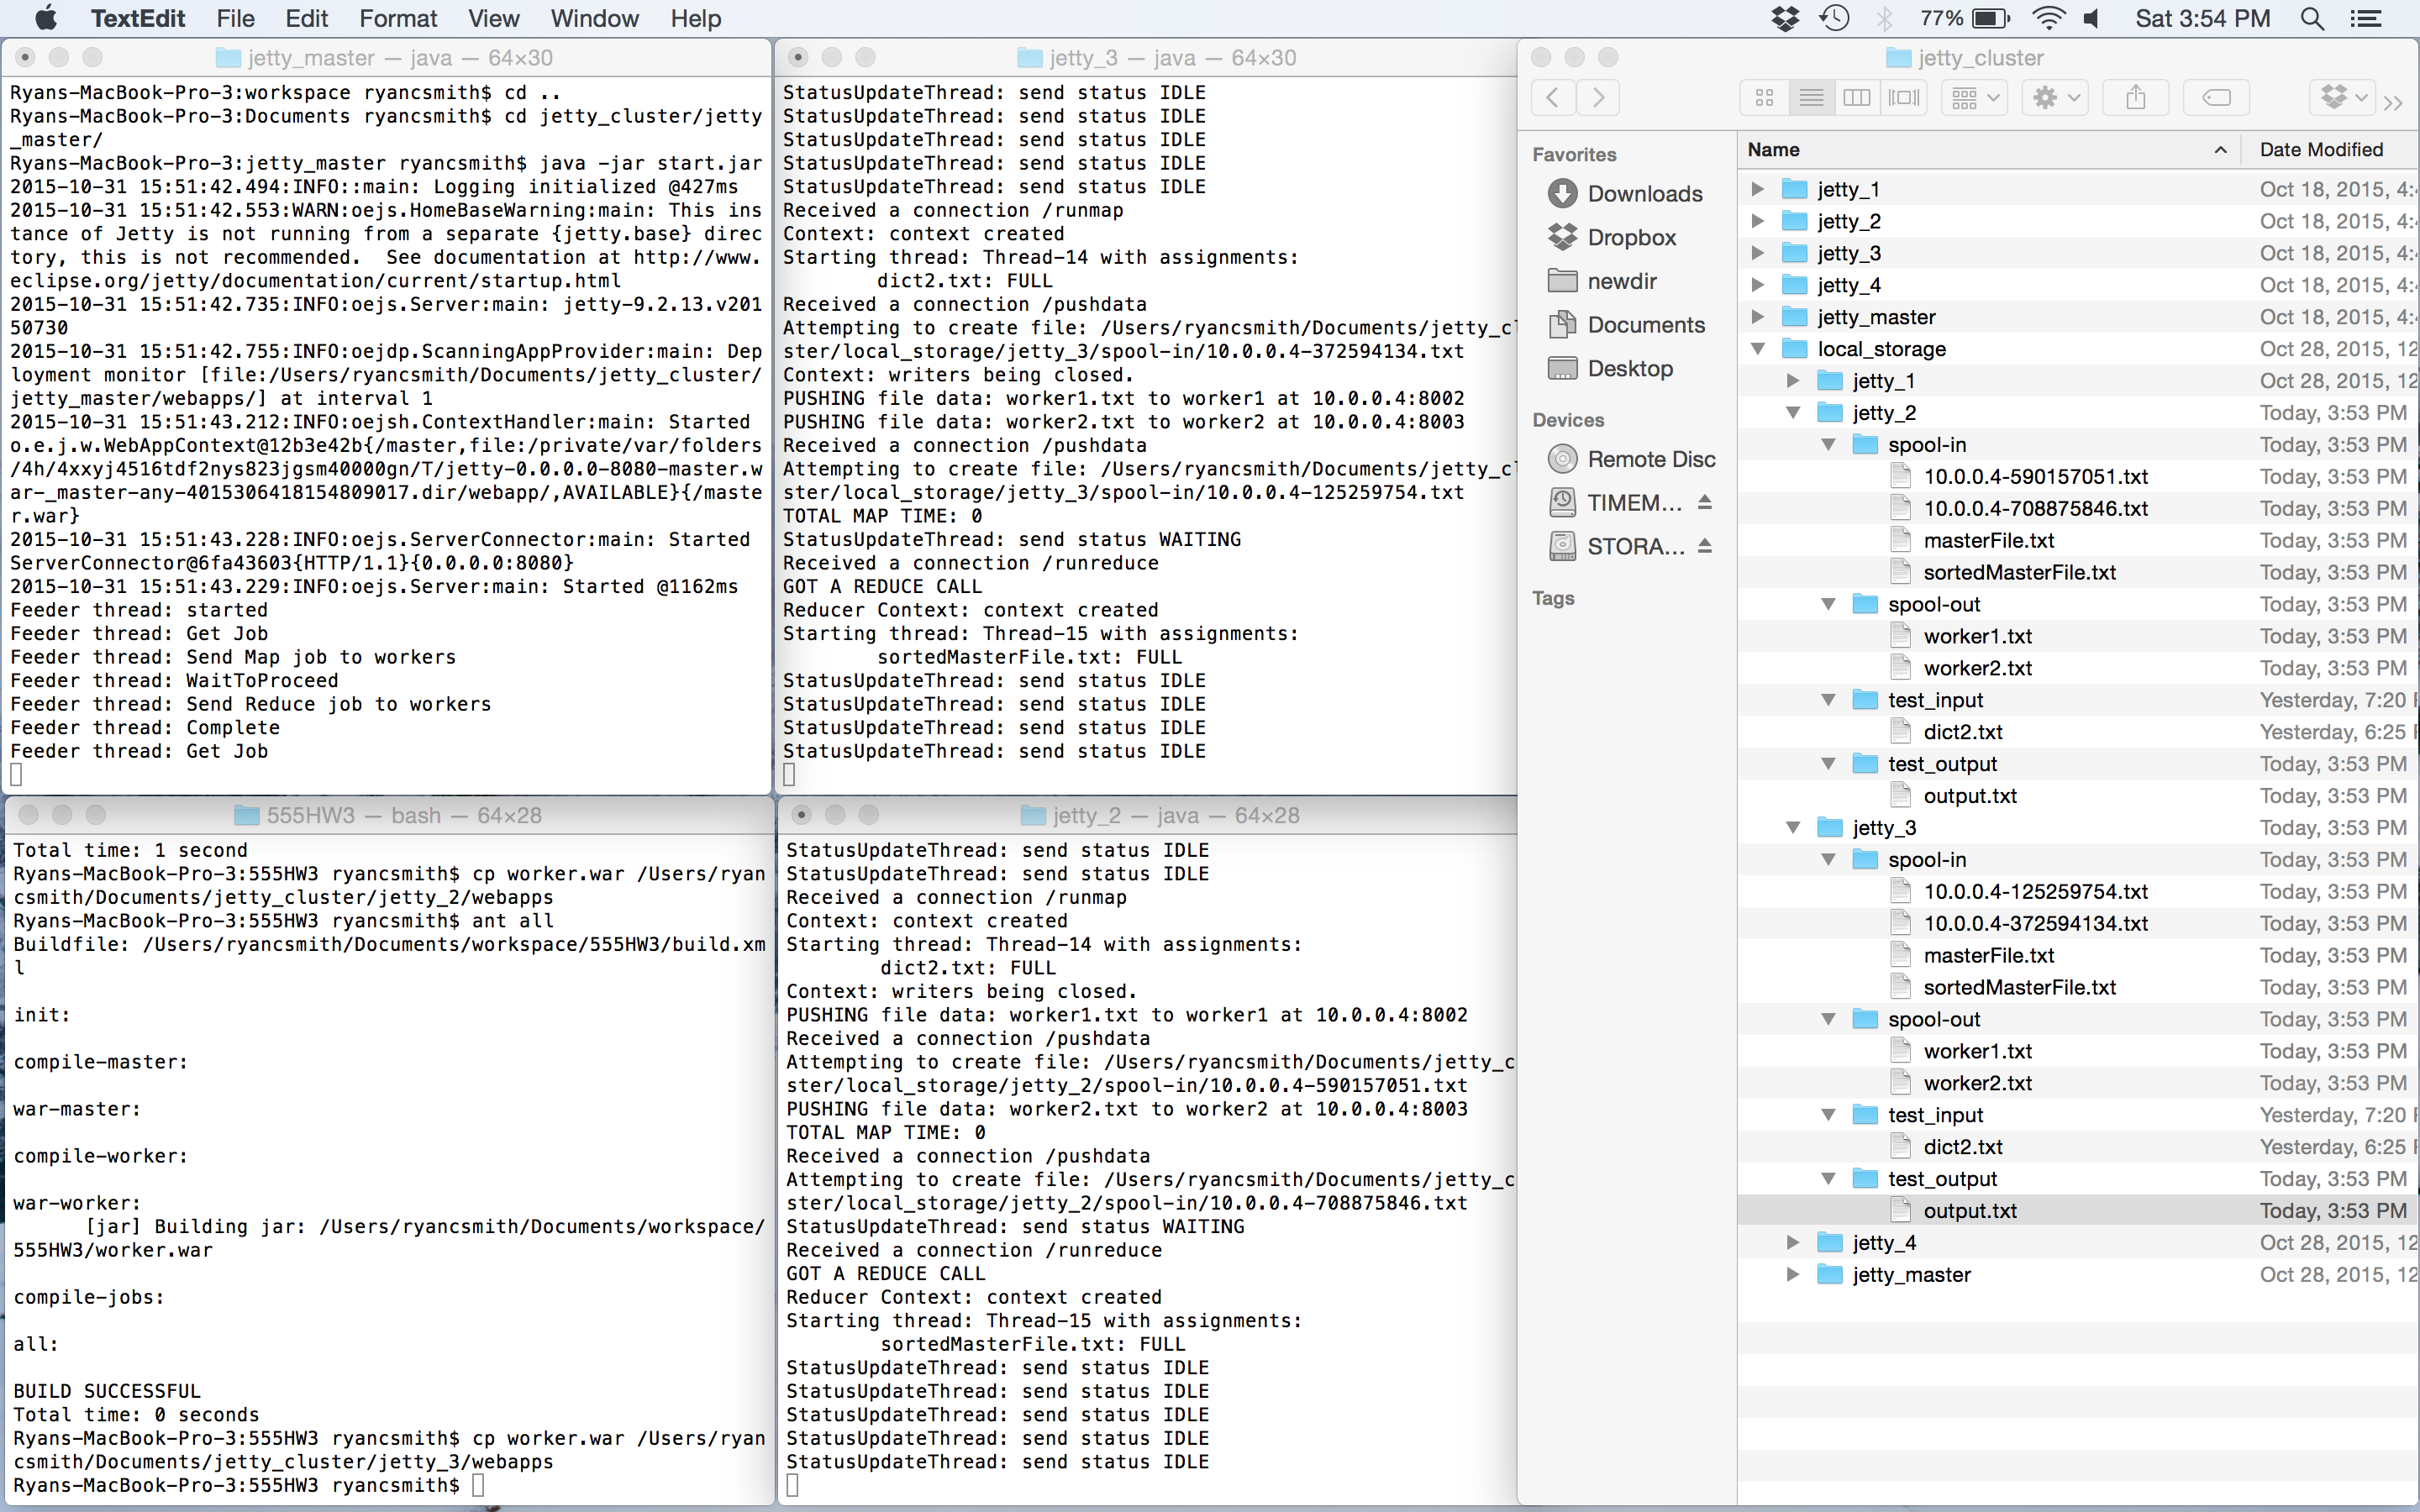 TextEdit File Edit Format View Window Help 77% Sat 3:54 PM
jetty_master — java — 64×30
Ryans-MacBook-Pro-3:workspace ryancsmith$ cd ..
Ryans-MacBook-Pro-3:Documents ryancsmith$ cd jetty_cluster/jetty
_master/
Ryans-MacBook-Pro-3:jetty_master ryancsmith$ java -jar start.jar
2015-10-31 15:51:42.494:INFO::main: Logging initialized @427ms
2015-10-31 15:51:42.553:WARN:oejs.HomeBaseWarning:main: This ins
tance of Jetty is not running from a separate {jetty.base} direc
tory, this is not recommended.  See documentation at http://www.
eclipse.org/jetty/documentation/current/startup.html
2015-10-31 15:51:42.735:INFO:oejs.Server:main: jetty-9.2.13.v201
50730
2015-10-31 15:51:42.755:INFO:oejdp.ScanningAppProvider:main: Dep
loyment monitor [file:/Users/ryancsmith/Documents/jetty_cluster/
jetty_master/webapps/] at interval 1
2015-10-31 15:51:43.212:INFO:oejsh.ContextHandler:main: Started
o.e.j.w.WebAppContext@12b3e42b{/master,file:/private/var/folders
/4h/4xxyj4516tdf2nys823jgsm40000gn/T/jetty-0.0.0.0-8080-master.w
ar-_master-any-4015306418154809017.dir/webapp/,AVAILABLE}{/maste
r.war}
2015-10-31 15:51:43.228:INFO:oejs.ServerConnector:main: Started
ServerConnector@6fa43603{HTTP/1.1}{0.0.0.0:8080}
2015-10-31 15:51:43.229:INFO:oejs.Server:main: Started @1162ms
Feeder thread: started
Feeder thread: Get Job
Feeder thread: Send Map job to workers
Feeder thread: WaitToProceed
Feeder thread: Send Reduce job to workers
Feeder thread: Complete
Feeder thread: Get Job
jetty_3 — java — 64×30
StatusUpdateThread: send status IDLE
StatusUpdateThread: send status IDLE
StatusUpdateThread: send status IDLE
StatusUpdateThread: send status IDLE
StatusUpdateThread: send status IDLE
Received a connection /runmap
Context: context created
Starting thread: Thread-14 with assignments:
dict2.txt: FULL
Received a connection /pushdata
Attempting to create file: /Users/ryancsmith/Documents/jetty_cl
ster/local_storage/jetty_3/spool-in/10.0.0.4-372594134.txt
Context: writers being closed.
PUSHING file data: worker1.txt to worker1 at 10.0.0.4:8002
PUSHING file data: worker2.txt to worker2 at 10.0.0.4:8003
Received a connection /pushdata
Attempting to create file: /Users/ryancsmith/Documents/jetty_cl
ster/local_storage/jetty_3/spool-in/10.0.0.4-125259754.txt
TOTAL MAP TIME: 0
StatusUpdateThread: send status WAITING
Received a connection /runreduce
GOT A REDUCE CALL
Reducer Context: context created
Starting thread: Thread-15 with assignments:
sortedMasterFile.txt: FULL
StatusUpdateThread: send status IDLE
StatusUpdateThread: send status IDLE
StatusUpdateThread: send status IDLE
StatusUpdateThread: send status IDLE
555HW3 — bash — 64×28
Total time: 1 second
Ryans-MacBook-Pro-3:555HW3 ryancsmith$ cp worker.war /Users/ryan
csmith/Documents/jetty_cluster/jetty_2/webapps
Ryans-MacBook-Pro-3:555HW3 ryancsmith$ ant all
Buildfile: /Users/ryancsmith/Documents/workspace/555HW3/build.xm
l
init:
compile-master:
war-master:
compile-worker:
war-worker:
[jar] Building jar: /Users/ryancsmith/Documents/workspace/
555HW3/worker.war
compile-jobs:
all:
BUILD SUCCESSFUL
Total time: 0 seconds
Ryans-MacBook-Pro-3:555HW3 ryancsmith$ cp worker.war /Users/ryan
csmith/Documents/jetty_cluster/jetty_3/webapps
Ryans-MacBook-Pro-3:555HW3 ryancsmith$
jetty_2 — java — 64×28
StatusUpdateThread: send status IDLE
StatusUpdateThread: send status IDLE
Received a connection /runmap
Context: context created
Starting thread: Thread-14 with assignments:
dict2.txt: FULL
Context: writers being closed.
PUSHING file data: worker1.txt to worker1 at 10.0.0.4:8002
Received a connection /pushdata
Attempting to create file: /Users/ryancsmith/Documents/jetty_c
ster/local_storage/jetty_2/spool-in/10.0.0.4-590157051.txt
PUSHING file data: worker2.txt to worker2 at 10.0.0.4:8003
TOTAL MAP TIME: 0
Received a connection /pushdata
Attempting to create file: /Users/ryancsmith/Documents/jetty_c
ster/local_storage/jetty_2/spool-in/10.0.0.4-708875846.txt
StatusUpdateThread: send status WAITING
Received a connection /runreduce
GOT A REDUCE CALL
Reducer Context: context created
Starting thread: Thread-15 with assignments:
sortedMasterFile.txt: FULL
StatusUpdateThread: send status IDLE
StatusUpdateThread: send status IDLE
StatusUpdateThread: send status IDLE
StatusUpdateThread: send status IDLE
StatusUpdateThread: send status IDLE
jetty_cluster
Favorites
Downloads
Dropbox
newdir
Documents
Desktop
Devices
Remote Disc
TIMEM...
STORA...
Tags
Name Date Modified
jetty_1 Oct 18, 2015, 4:4
jetty_2 Oct 18, 2015, 4:4
jetty_3 Oct 18, 2015, 4:4
jetty_4 Oct 18, 2015, 4:4
jetty_master Oct 18, 2015, 4:4
local_storage Oct 28, 2015, 12
jetty_1 Oct 28, 2015, 12
jetty_2 Today, 3:53 PM
spool-in Today, 3:53 PM
10.0.0.4-590157051.txt Today, 3:53 PM
10.0.0.4-708875846.txt Today, 3:53 PM
masterFile.txt Today, 3:53 PM
sortedMasterFile.txt Today, 3:53 PM
spool-out Today, 3:53 PM
worker1.txt Today, 3:53 PM
worker2.txt Today, 3:53 PM
test_input Yesterday, 7:20 P
dict2.txt Yesterday, 6:25 P
test_output Today, 3:53 PM
output.txt Today, 3:53 PM
jetty_3 Today, 3:53 PM
spool-in Today, 3:53 PM
10.0.0.4-125259754.txt Today, 3:53 PM
10.0.0.4-372594134.txt Today, 3:53 PM
masterFile.txt Today, 3:53 PM
sortedMasterFile.txt Today, 3:53 PM
spool-out Today, 3:53 PM
worker1.txt Today, 3:53 PM
worker2.txt Today, 3:53 PM
test_input Yesterday, 7:20 P
dict2.txt Yesterday, 6:25 P
test_output Today, 3:53 PM
output.txt Today, 3:53 PM
jetty_4 Oct 28, 2015, 12
jetty_master Oct 28, 2015, 12